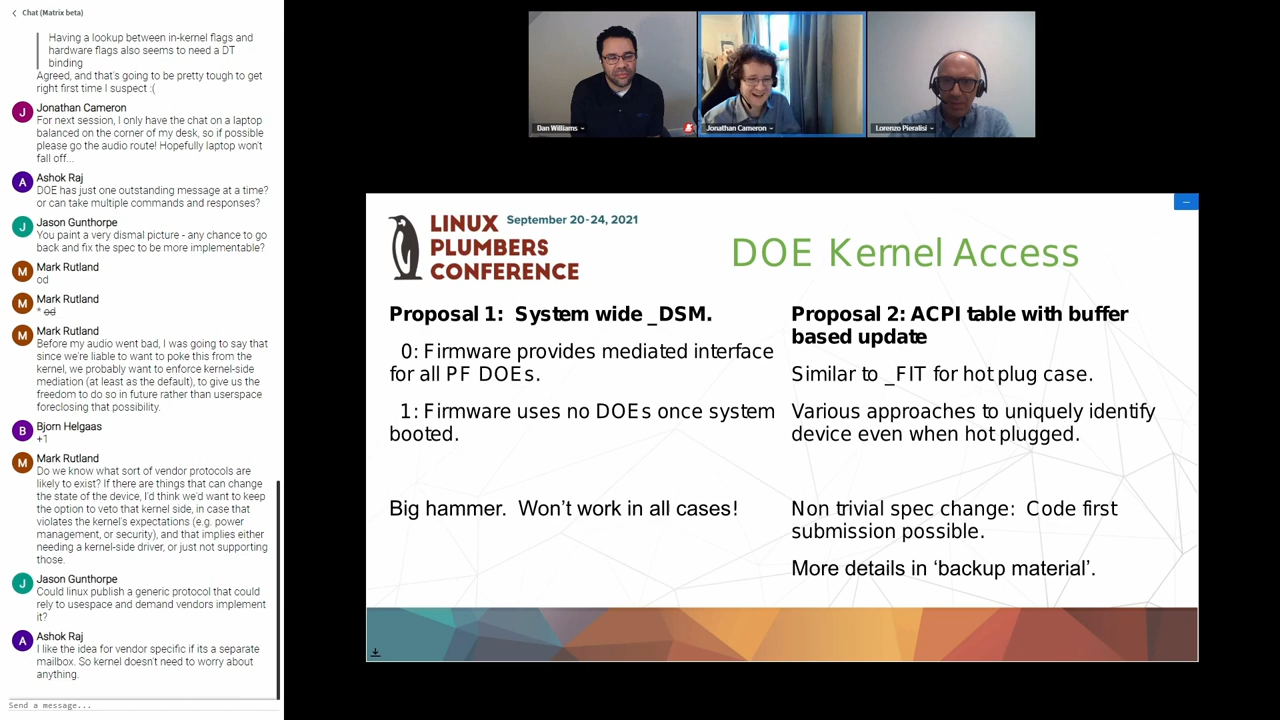 Chat (Matrix beta)
Having a lookup between in-kernel flags and
hardware flags also seems to need a DT
binding
Agreed, and that's going to be pretty tough to get
right first time I suspect :(
J
Jonathan Cameron
For next session, I only have the chat on a laptop
balanced on the corner of my desk, so if possible
please go the audio route! Hopefully laptop won't
fall off...
A
Ashok Raj
DOE has just one outstanding message at a time?
or can take multiple commands and responses?
J
Jason Gunthorpe
You paint a very dismal picture - any chance to go
back and fix the spec to be more implementable?
M
Mark Rutland
od
M
Mark Rutland
* od
M
Mark Rutland
Before my audio went bad, I was going to say that
since we're liable to want to poke this from the
kernel, we probably want to enforce kernel-side
mediation (at least as the default), to give us the
freedom to do so in future rather than userspace
foreclosing that possibility.
B
Bjorn Helgaas
+1
M
Mark Rutland
Do we know what sort of vendor protocols are
likely to exist? If there are things that can change
the state of the device, I'd think we'd want to keep
the option to veto that kernel side, in case that
violates the kernel's expectations (e.g. power
management, or security), and that implies either
needing a kernel-side driver, or just not supporting
those.
J
Jason Gunthorpe
Could linux publish a generic protocol that could
rely to usespace and demand vendors implement
it?
A
Ashok Raj
I like the idea for vendor specific if its a separate
mailbox. So kernel doesn't need to worry about
anything.
Send a message...
Dan Williams
Jonathan Cameron
Lorenzo Pieralisi
LINUX
PLUMBERS
CONFERENCE
September 20-24, 2021
DOE Kernel Access
Proposal 1: System wide _DSM.
0: Firmware provides mediated interface
for all PF DOEs.
1: Firmware uses no DOEs once system
booted.
Big hammer. Won't work in all cases!
Proposal 2: ACPI table with buffer
based update
Similar to _FIT for hot plug case.
Various approaches to uniquely identify
device even when hot plugged.
Non trivial spec change: Code first
submission possible.
More details in 'backup material'.